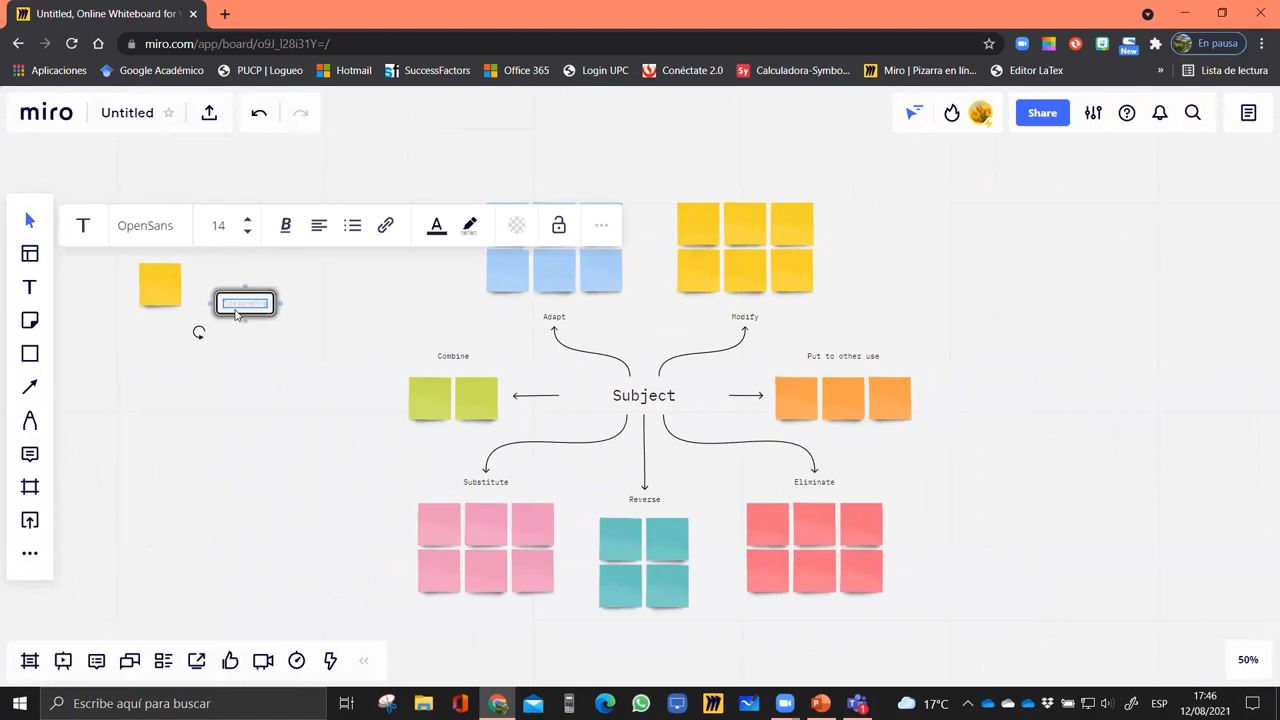 Untitled, Online Whiteboard for
miro.com/app/board/o9J_l28i31Y=/
New
En pausa
Aplicaciones
Google Académico
PUCP | Logueo
Hotmail
SuccessFactors
Office 365
Login UPC
Conéctate 2.0
Sy
Calculadora-Symbo...
Miro | Pizarra en lín...
Editor LaTex
»
Lista de lectura
miro
Untitled
Share
T
OpenSans
14
B
A
Type something
Adapt
Modify
Combine
Put to other use
Subject
Substitute
Reverse
Eliminate
50%
Escribe aquí para buscar
17°C
ESP
17:46
12/08/2021